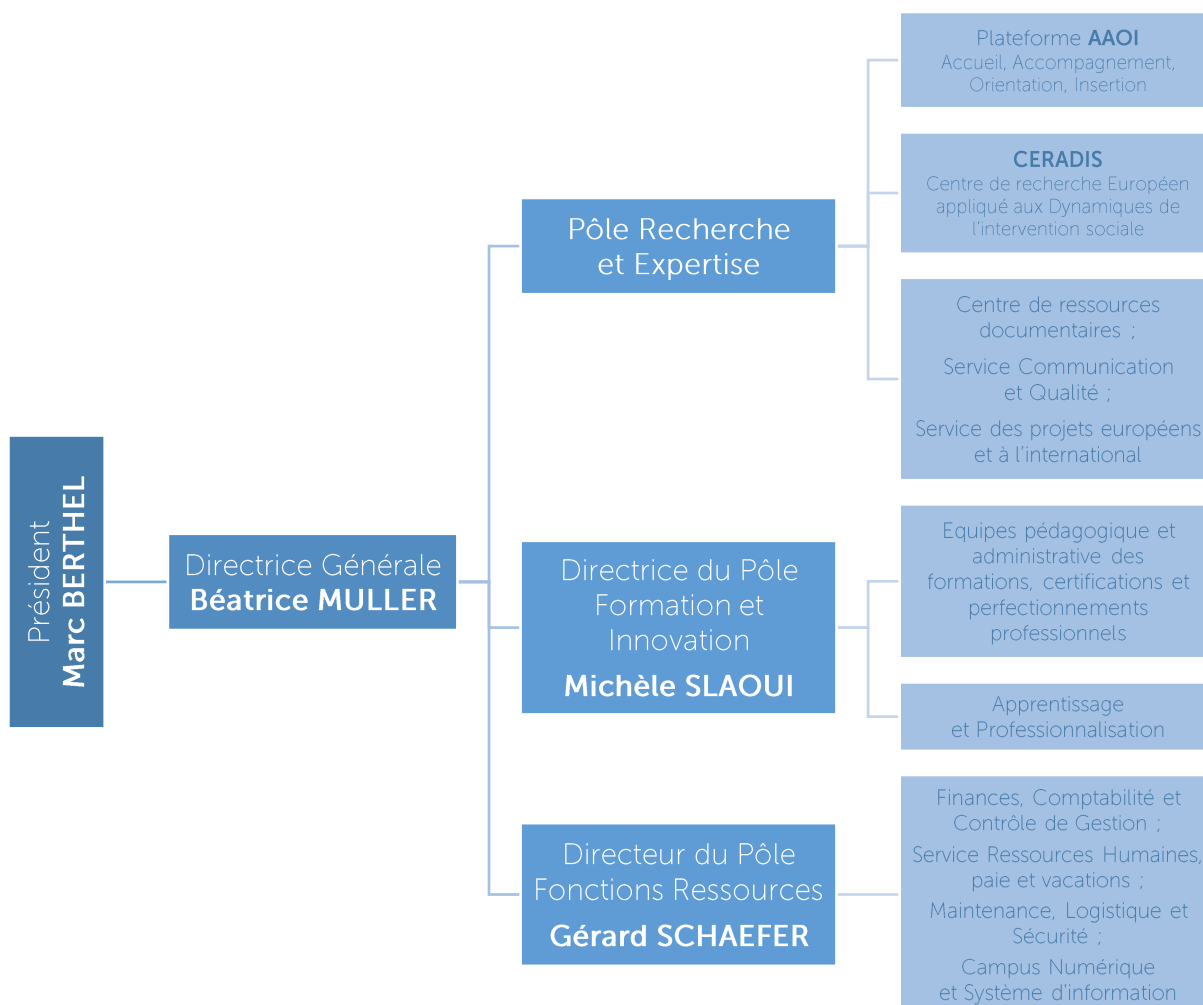 Président
Marc BERTHEL
Directrice Générale
Béatrice MULLER
Pôle Recherche
et Expertise
Plateforme AAOI
Accueil, Accompagnement,
Orientation, Insertion
CERADIS
Centre de recherche Européen
appliqué aux Dynamiques de
l'intervention sociale
Centre de ressources
documentaires ;
Service Communication
et Qualité ;
Service des projets européens
et à l'international
Directrice du Pôle
Formation et
Innovation
Michèle SLAOUI
Equipes pédagogique et
administrative des
formations, certifications et
perfectionnements
professionnels
Apprentissage
et Professionnalisation
Directeur du Pôle
Fonctions Ressources
Gérard SCHAEFER
Finances, Comptabilité et
Contrôle de Gestion ;
Service Ressources Humaines,
paie et vacations ;
Maintenance, Logistique et
Sécurité ;
Campus Numérique
et Système d'information